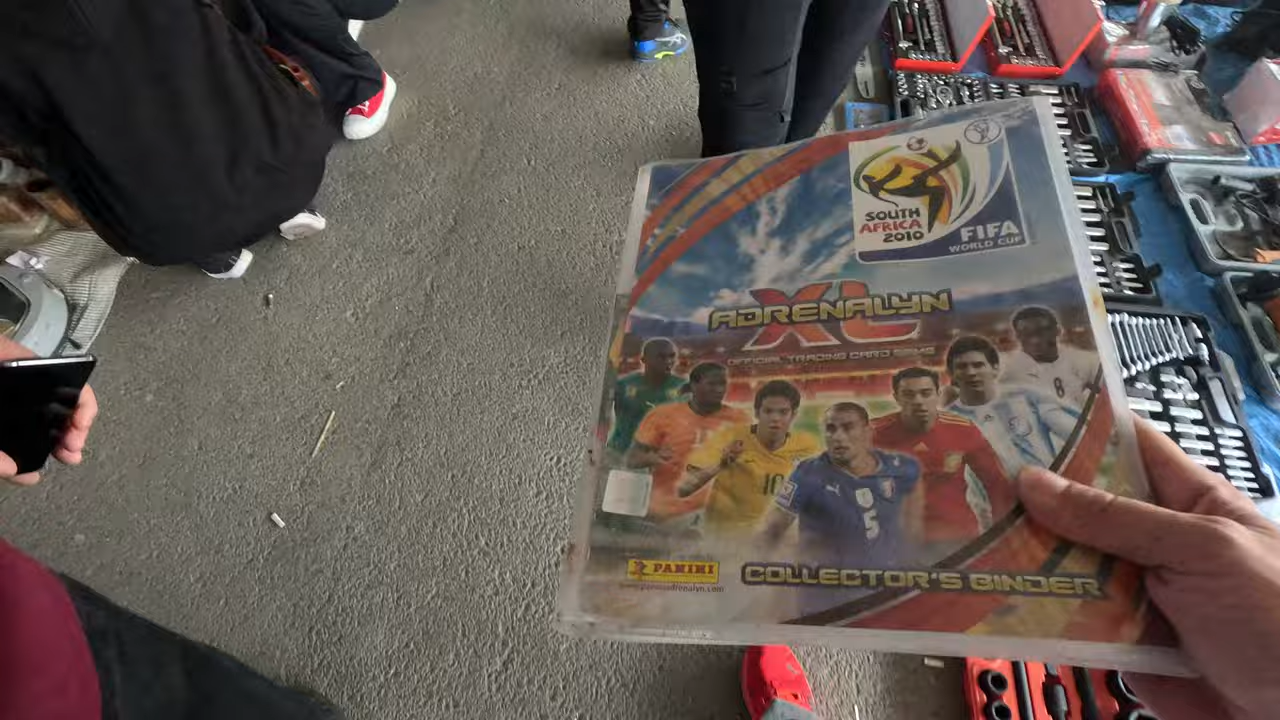 SOUTH
AFRICA
2010
FIFA
WORLD CUP
ADRENALYN
XL
OFFICIAL TRADING CARD GAME
10
5
8
PANINI
COLLECTOR'S BINDER